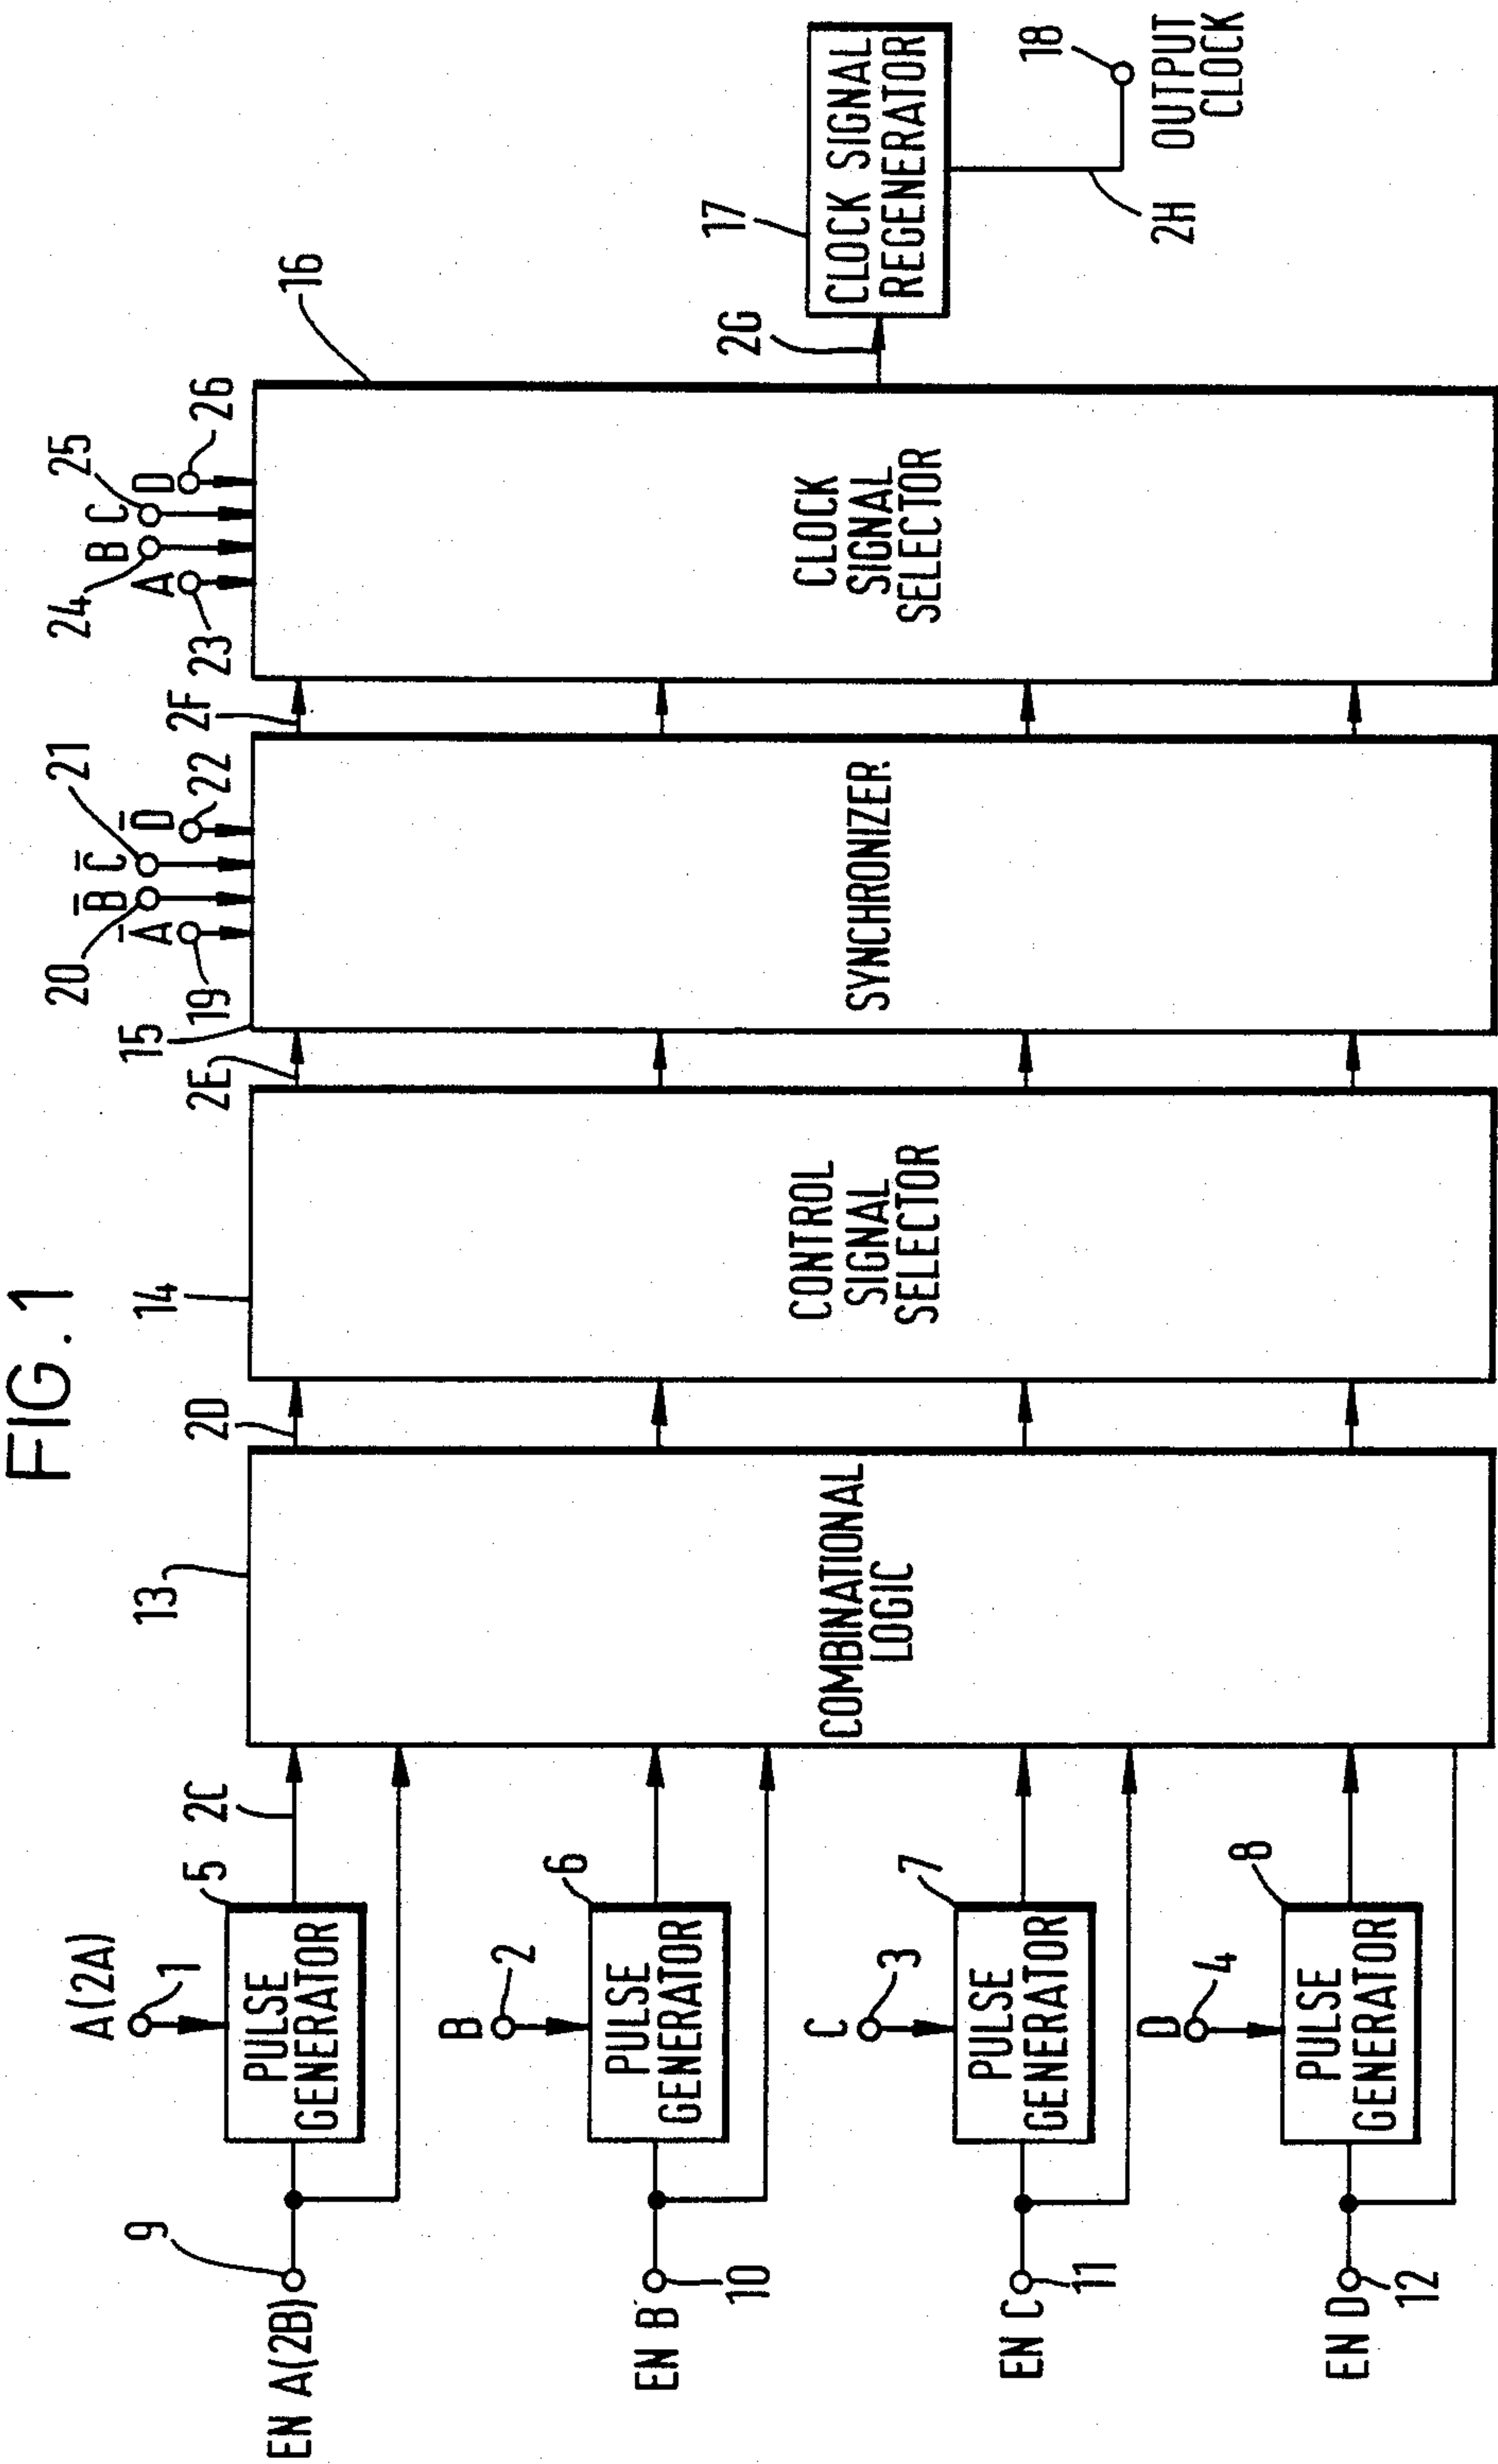 FIG. 1
A(2A)
1
5
2C
PULSE
GENERATOR
9
EN A(2B)
B
2
6
PULSE
GENERATOR
EN B
10
C
3
7
PULSE
GENERATOR
EN C
11
D
4
8
PULSE
GENERATOR
EN D
12
13
COMBINATIONAL
LOGIC
2D
14
CONTROL
SIGNAL
SELECTOR
2E
15
20
21
A̅
B̅
C̅
D̅
19
22
SYNCHRONIZER
2F
24
25
A
B
C
D
23
26
16
CLOCK
SIGNAL
SELECTOR
2G
17
CLOCK SIGNAL
REGENERATOR
2H
18
OUTPUT
CLOCK